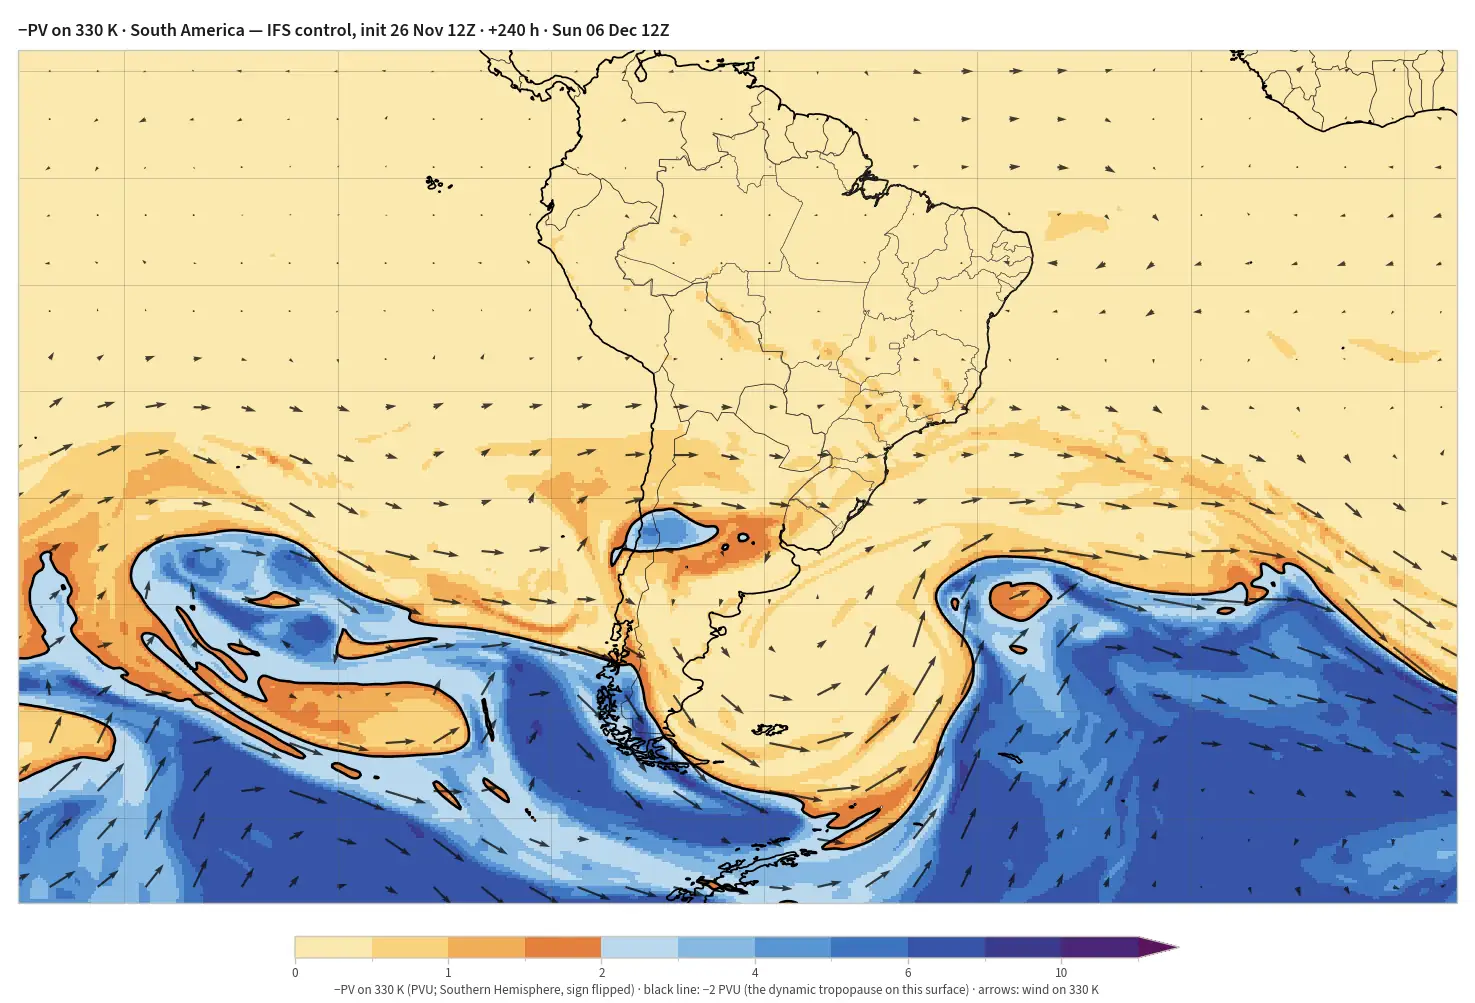 −PV on 330 K · South America — IFS control, init 26 Nov 12Z · +240 h · Sun 06 Dec 12Z
0 1 2 4 6 10
−PV on 330 K (PVU; Southern Hemisphere, sign flipped) · black line: −2 PVU (the dynamic tropopause on this surface) · arrows: wind on 330 K